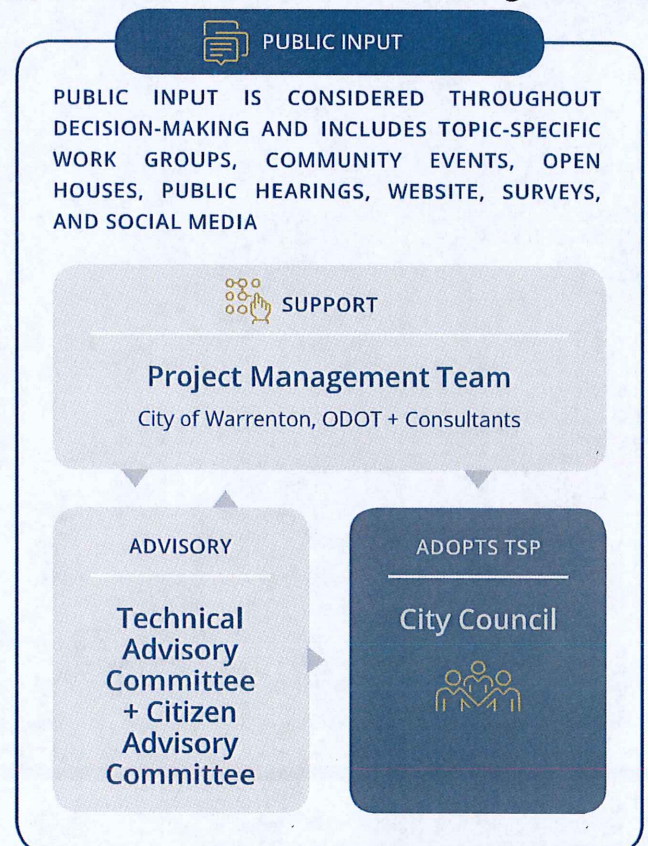 PUBLIC INPUT
PUBLIC INPUT IS CONSIDERED THROUGHOUT
DECISION-MAKING AND INCLUDES TOPIC-SPECIFIC
WORK GROUPS, COMMUNITY EVENTS, OPEN
HOUSES, PUBLIC HEARINGS, WEBSITE, SURVEYS,
AND SOCIAL MEDIA
SUPPORT
Project Management Team
City of Warrenton, ODOT + Consultants
ADVISORY
Technical
Advisory
Committee
+ Citizen
Advisory
Committee
ADOPTS TSP
City Council